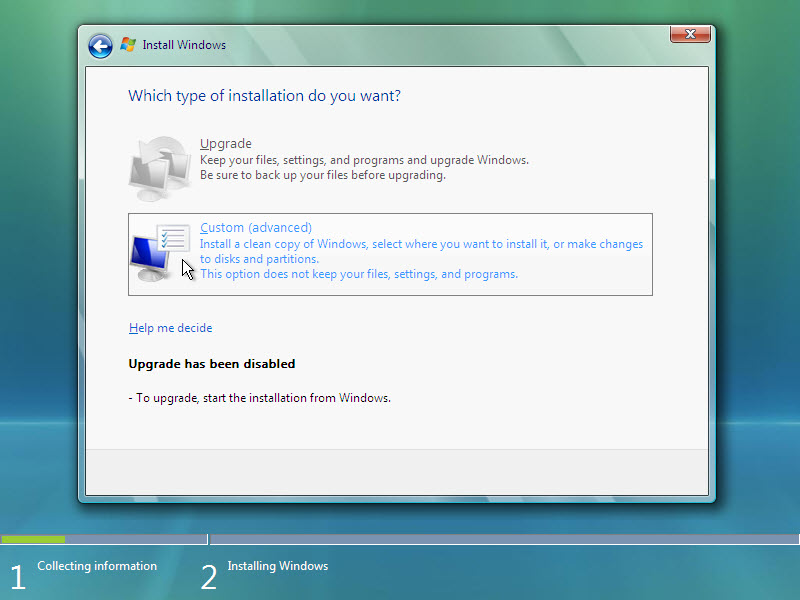 Install Windows
Which type of installation do you want?
Upgrade
Keep your files, settings, and programs and upgrade Windows.
Be sure to back up your files before upgrading.
Custom (advanced)
Install a clean copy of Windows, select where you want to install it, or make changes
to disks and partitions.
This option does not keep your files, settings, and programs.
Help me decide
Upgrade has been disabled
- To upgrade, start the installation from Windows.
1 Collecting information 2 Installing Windows